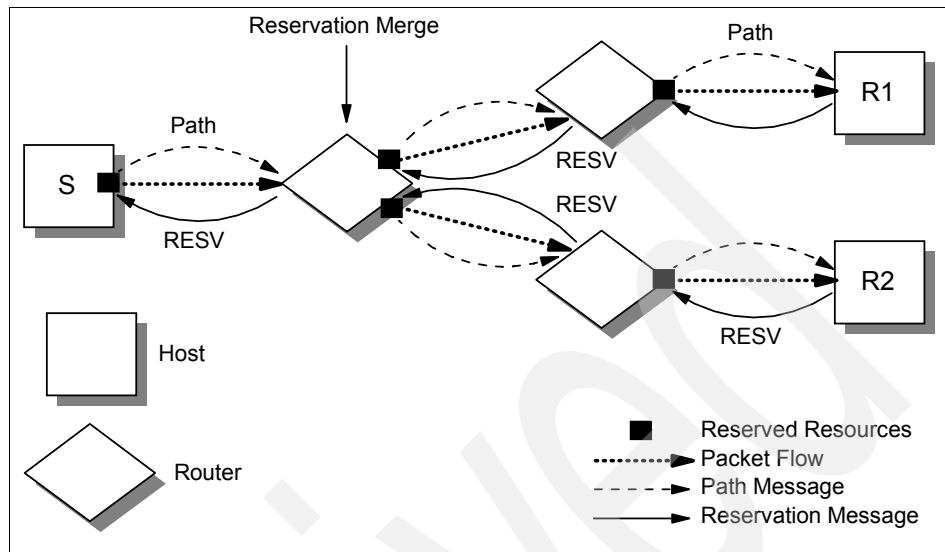 Reservation Merge
Path
Path
S
R1
RESV
RESV
RESV
R2
RESV
Host
Router
Reserved Resources
Packet Flow
Path Message
Reservation Message